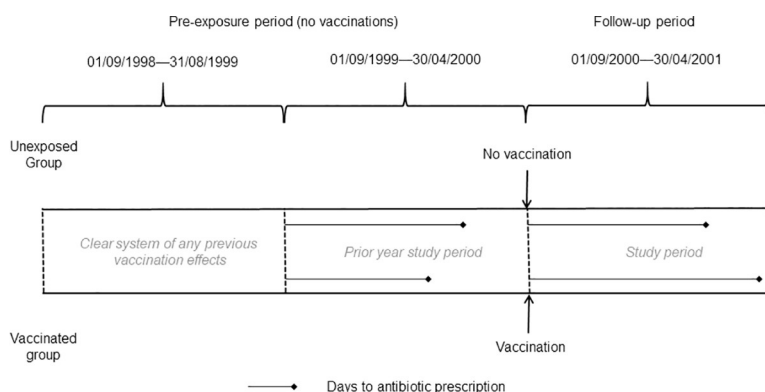 Pre-exposure period (no vaccinations)
Follow-up period
01/09/1998—31/08/1999
01/09/1999—30/04/2000
01/09/2000—30/04/2001
Unexposed
Group
No vaccination
Clear system of any previous
vaccination effects
Prior year study period
Study period
Vaccinated
group
Vaccination
Days to antibiotic prescription